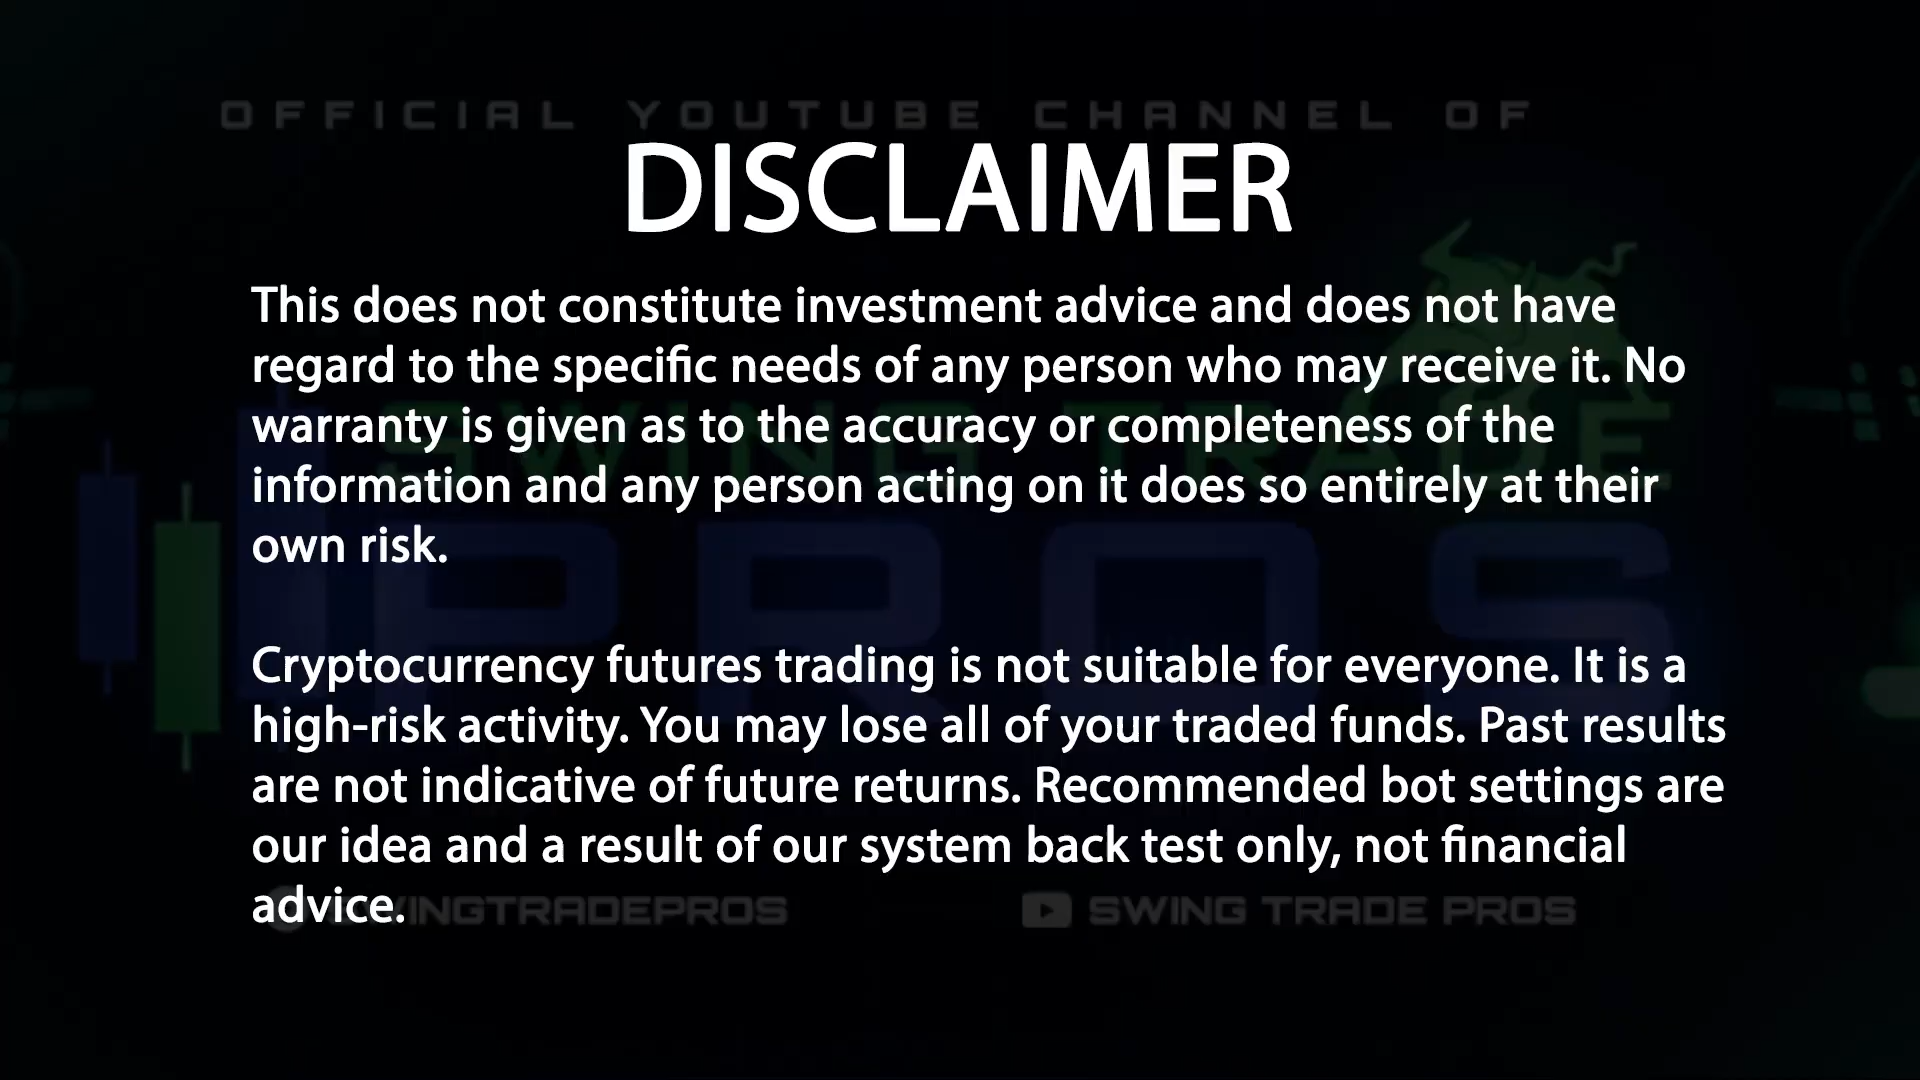 OFFICIAL YOUTUBE CHANNEL OF
DISCLAIMER
This does not constitute investment advice and does not have
regard to the specific needs of any person who may receive it. No
warranty is given as to the accuracy or completeness of the
information and any person acting on it does so entirely at their
own risk.
SWING TRADE
PROS
Cryptocurrency futures trading is not suitable for everyone. It is a
high-risk activity. You may lose all of your traded funds. Past results
are not indicative of future returns. Recommended bot settings are
our idea and a result of our system back test only, not financial
advice.
SWINGTRADEPROS
SWING TRADE PROS